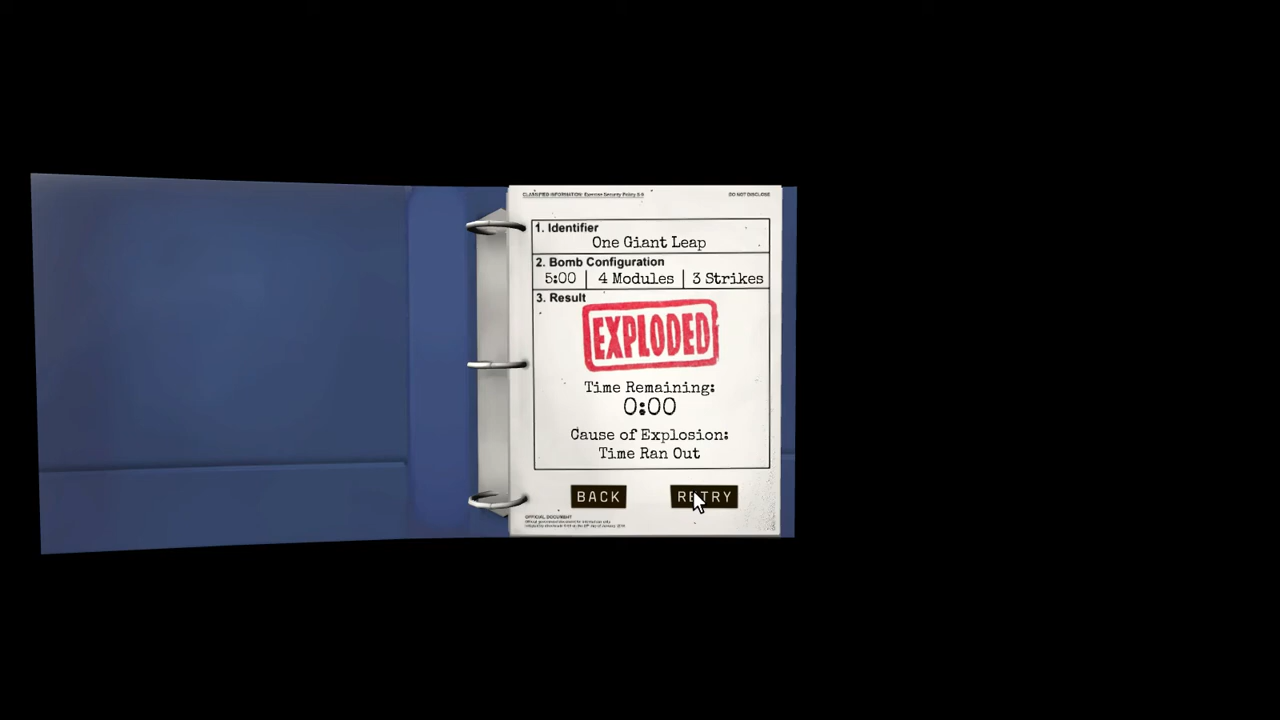 CLASSIFIED INFORMATION: DO NOT DISCLOSE
1. Identifier
One Giant Leap
2. Bomb Configuration
5:00 4 Modules 3 Strikes
3. Result
EXPLODED
Time Remaining:
0:00
Cause of Explosion:
Time Ran Out
BACK RETRY
OFFICIAL DOCUMENT